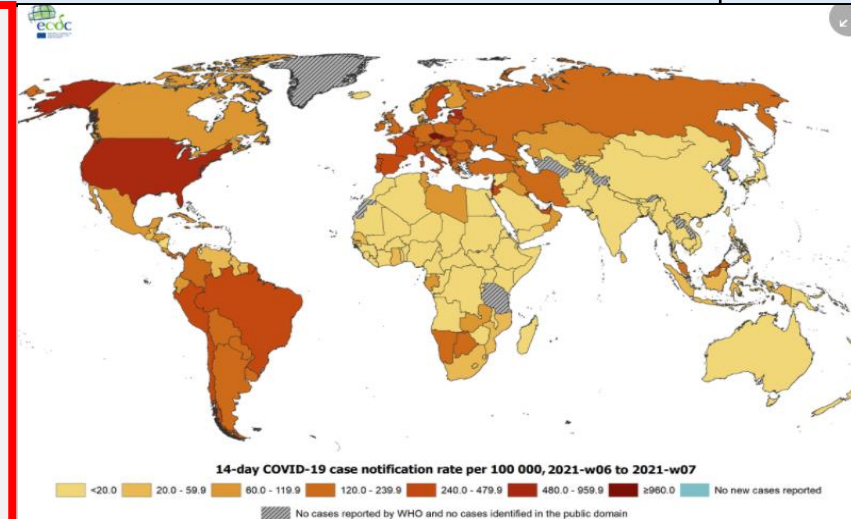 ecdc
14-day COVID-19 case notification rate per 100 000, 2021-w06 to 2021-w07
<20.0 20.0 - 59.9 60.0 - 119.9 120.0 - 239.9 240.0 - 479.9 480.0 - 959.9 ≥960.0 No new cases reported
No cases reported by WHO and no cases identified in the public domain